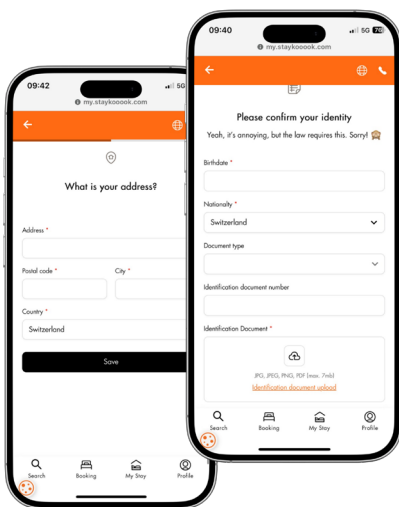 09:42
my.staykooook.com
What is your address?
Address *
Postal code *
City *
Country *
Switzerland
Save
Search
Booking
My Stay
Profile
09:40
5G 76
my.staykooook.com
Please confirm your identity
Yeah, it's annoying, but the law requires this. Sorry! 🙈
Birthdate *
Nationality *
Switzerland
Document type
Identification document number
Identification Document *
JPG, JPEG, PNG, PDF (max. 7mb)
Identification document upload
Search
Booking
My Stay
Profile